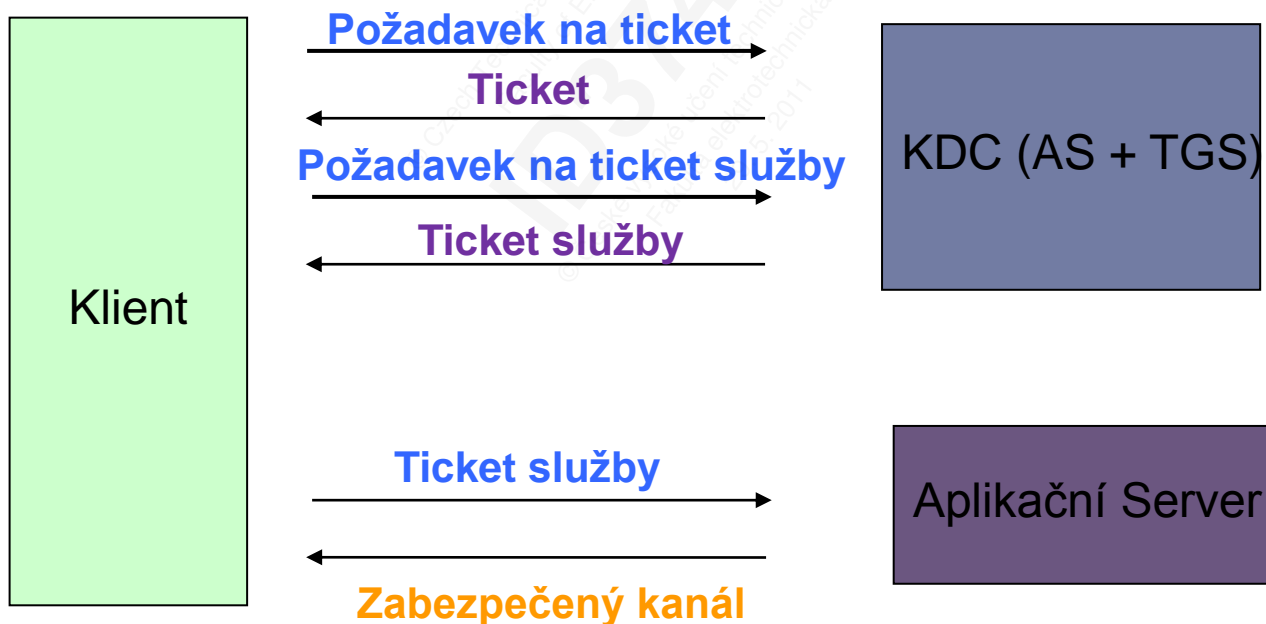 Požadavek na ticket
Ticket
Požadavek na ticket služby
Ticket služby
Klient
KDC (AS + TGS)
Ticket služby
Aplikační Server
Zabezpečený kanál